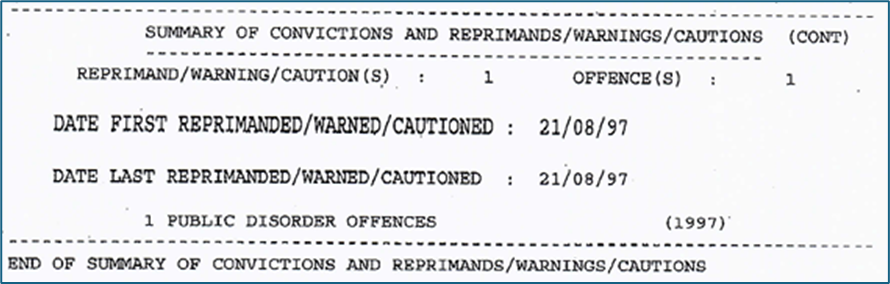 SUMMARY OF CONVICTIONS AND REPRIMANDS/WARNINGS/CAUTIONS (CONT)
REPRIMAND/WARNING/CAUTION(S) : 1 OFFENCE(S) : 1
DATE FIRST REPRIMANDED/WARNED/CAUTIONED : 21/08/97
DATE LAST REPRIMANDED/WARNED/CAUTIONED : 21/08/97
1 PUBLIC DISORDER OFFENCES (1997)
END OF SUMMARY OF CONVICTIONS AND REPRIMANDS/WARNINGS/CAUTIONS